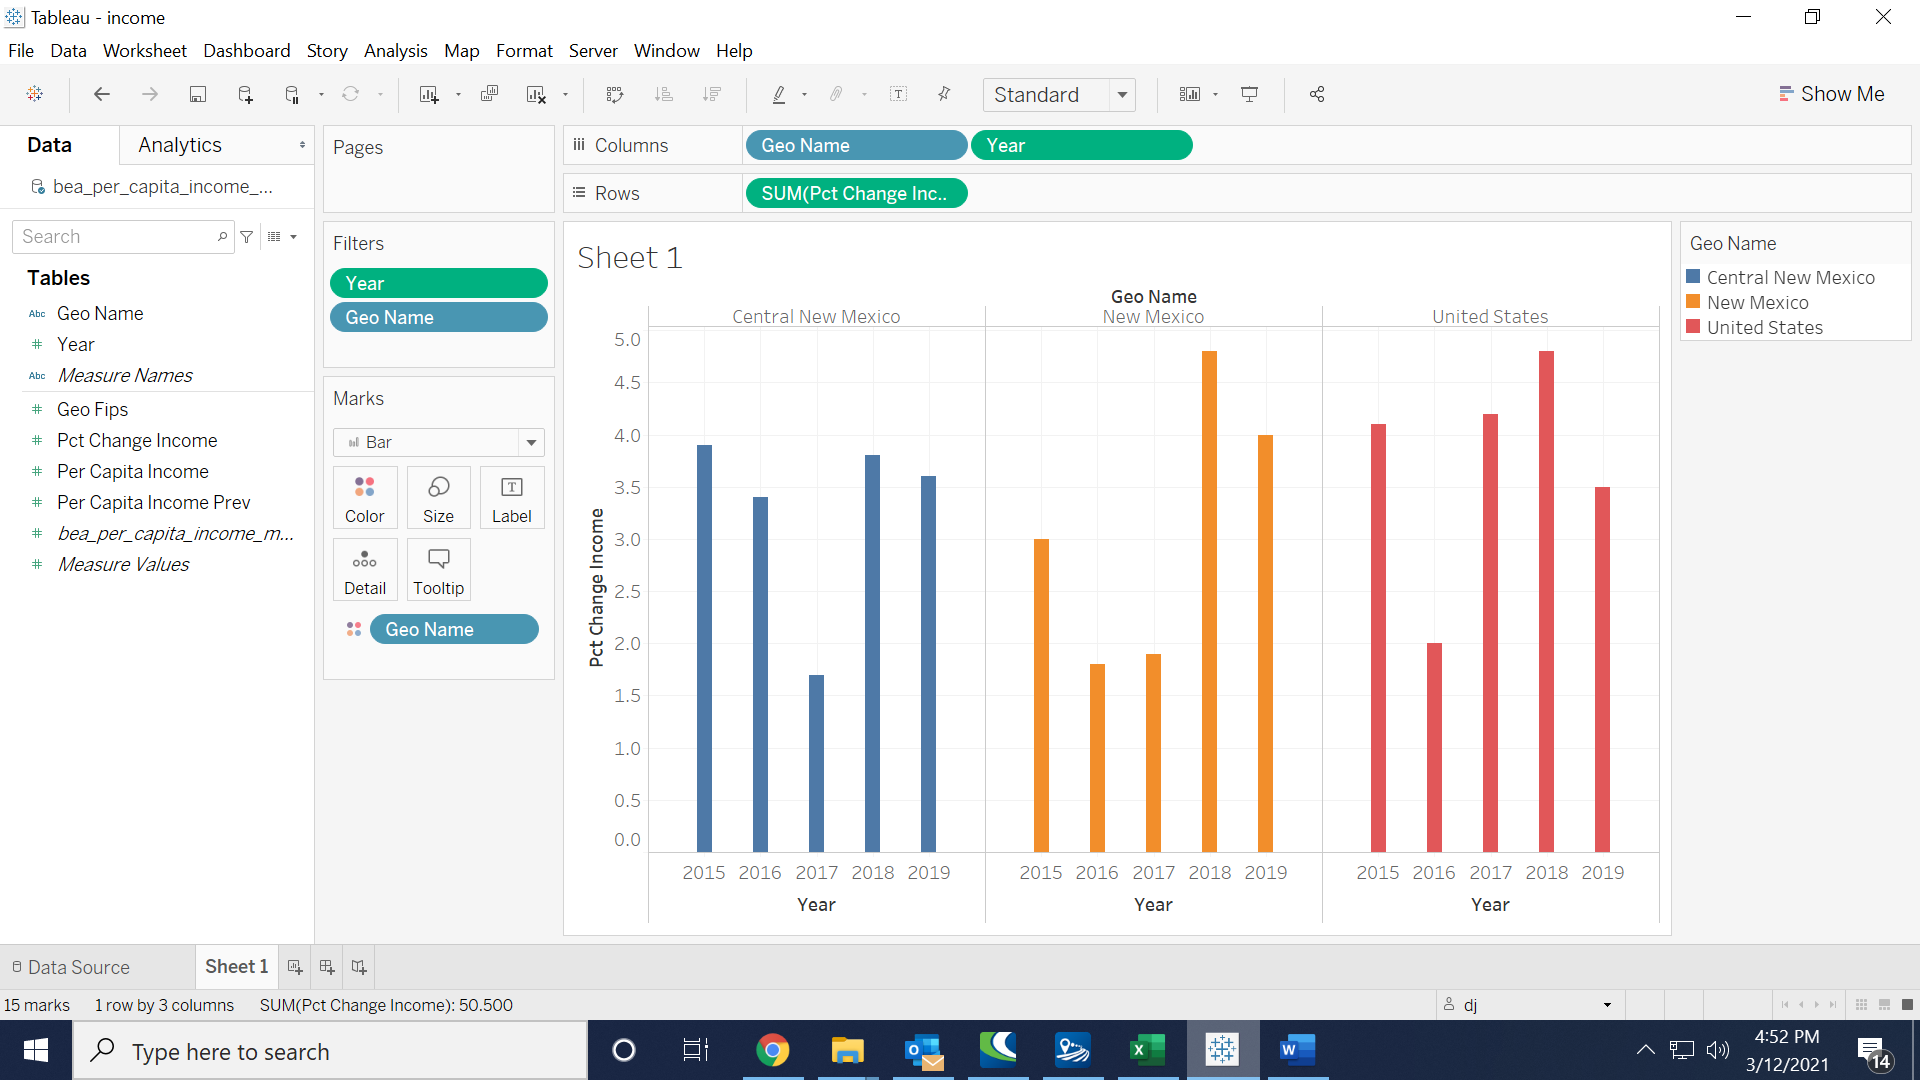 Tableau - income
File Data Worksheet Dashboard Story Analysis Map Format Server Window Help
Standard
Show Me
Data Analytics
bea_per_capita_income_...
Search
Tables
Abc Geo Name
# Year
Abc Measure Names
# Geo Fips
# Pct Change Income
# Per Capita Income
# Per Capita Income Prev
# bea_per_capita_income_m...
# Measure Values
Pages
Filters
Year
Geo Name
Marks
Bar
Color Size Label
Detail Tooltip
Geo Name
Columns Geo Name Year
Rows SUM(Pct Change Inc..
Sheet 1
Geo Name
Central New Mexico New Mexico United States
Pct Change Income
5.0
4.5
4.0
3.5
3.0
2.5
2.0
1.5
1.0
0.5
0.0
2015 2016 2017 2018 2019 2015 2016 2017 2018 2019 2015 2016 2017 2018 2019
Year Year Year
Geo Name
Central New Mexico
New Mexico
United States
Data Source Sheet 1
15 marks 1 row by 3 columns SUM(Pct Change Income): 50.500
dj
Type here to search
4:52 PM
3/12/2021
14